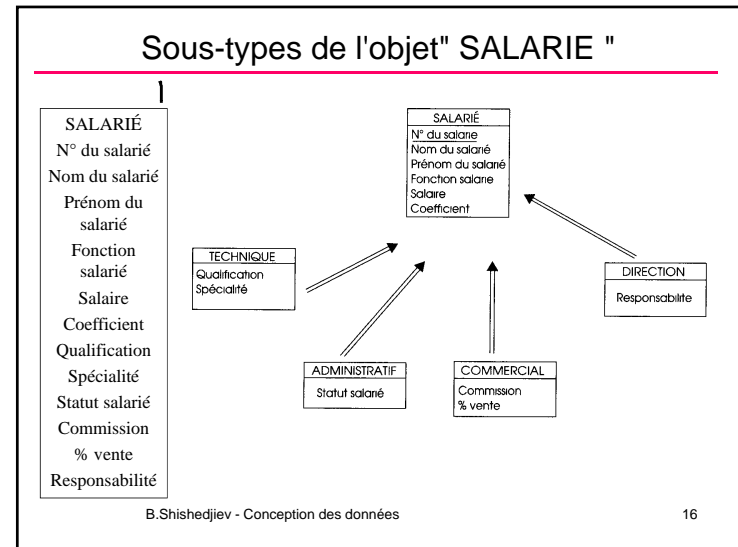 Sous-types de l'objet" SALARIE "
SALARIÉ
N° du salarié
Nom du salarié
Prénom du
salarié
Fonction
salarié
Salaire
Coefficient
Qualification
Spécialité
Statut salarié
Commission
% vente
Responsabilité
SALARIÉ
N° du salarie
Nom du salarié
Prénom du salarié
Fonction salarie
Salaire
Coefficient
TECHNIQUE
Qualification
Spécialité
DIRECTION
Responsabilite
ADMINISTRATIF
Statut salarié
COMMERCIAL
Commission
% vente
B.Shishedjiev - Conception des données
16